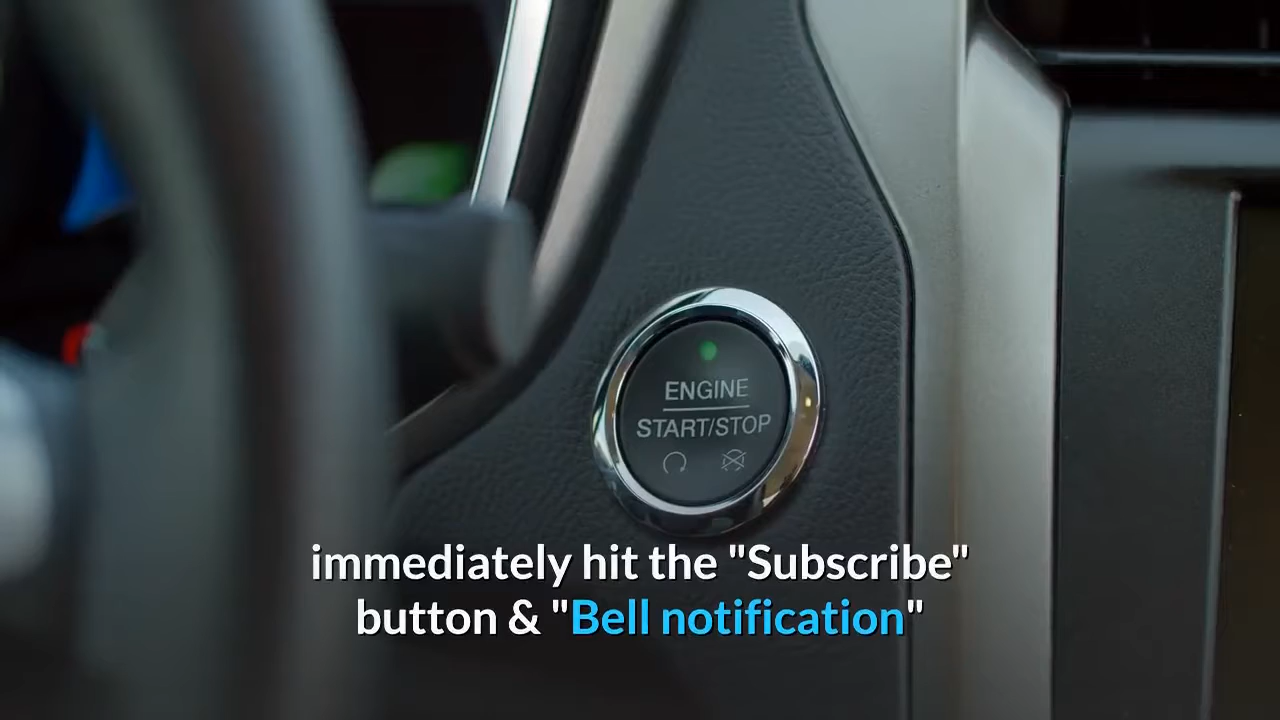 ENGINE
START/STOP
immediately hit the "Subscribe"
button & "Bell notification"